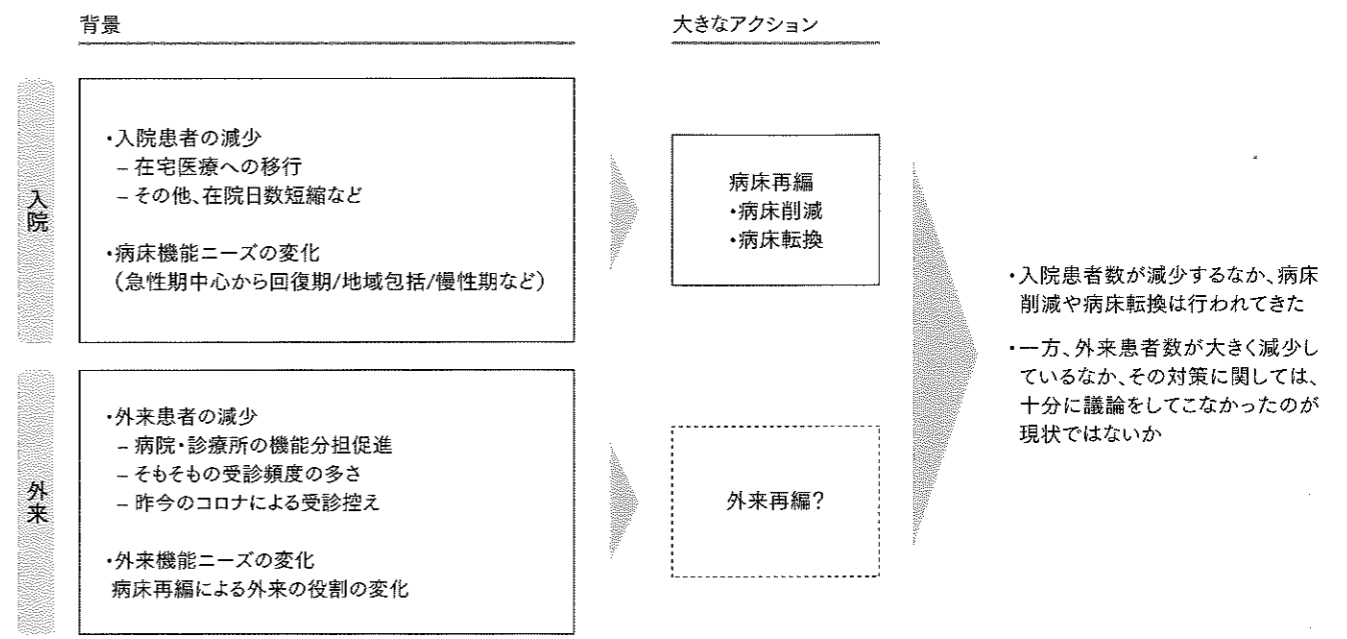 背景
大きなアクション
入院
・入院患者の減少
– 在宅医療への移行
– その他、在院日数短縮など
・病床機能ニーズの変化
（急性期中心から回復期/地域包括/慢性期など）
病床再編
・病床削減
・病床転換
外来
・外来患者の減少
– 病院・診療所の機能分担促進
– そもそもの受診頻度の多さ
– 昨今のコロナによる受診控え
・外来機能ニーズの変化
病床再編による外来の役割の変化
外来再編？
・入院患者数が減少するなか、病床
削減や病床転換は行われてきた
・一方、外来患者数が大きく減少し
ているなか、その対策に関しては、
十分に議論をしてこなかったのが
現状ではないか